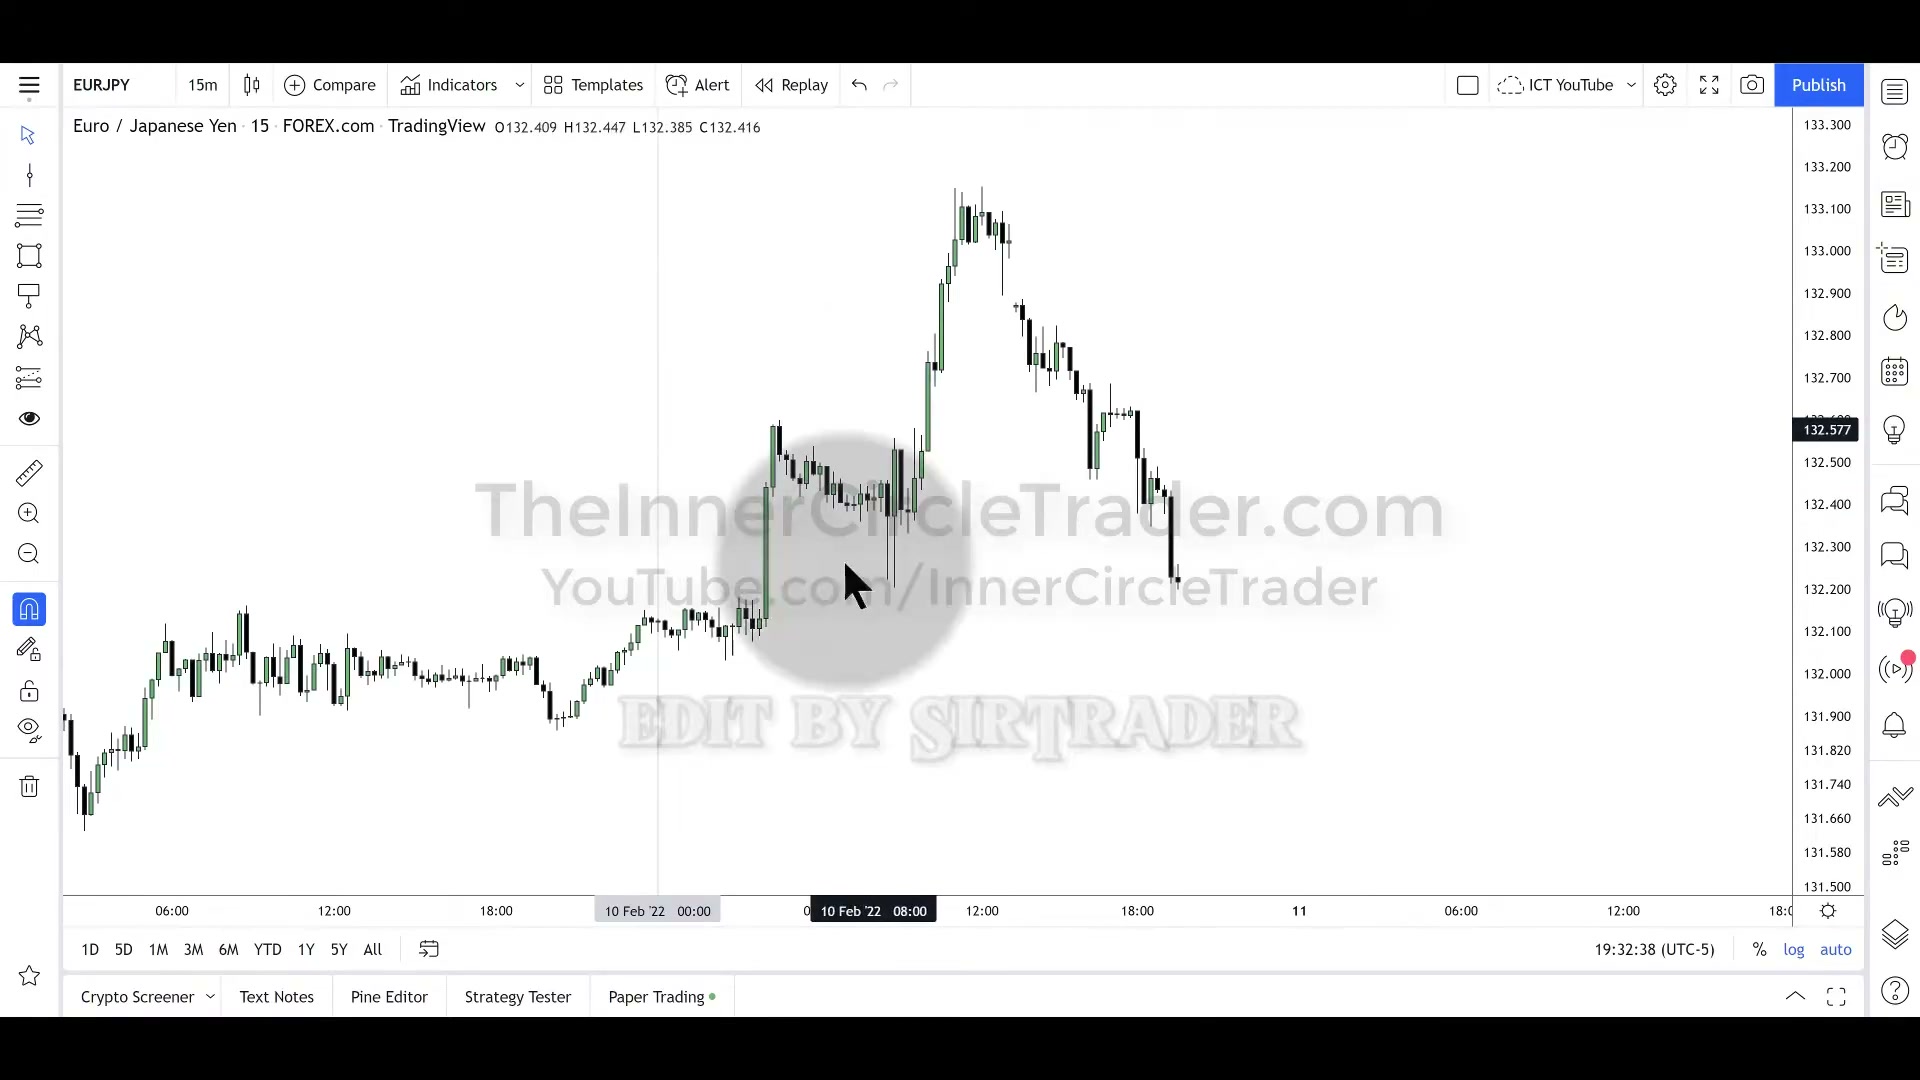 EURJPY 15m Compare Indicators Templates Alert Replay ICT YouTube Publish
Euro / Japanese Yen · 15 · FOREX.com · TradingView O132.409 H132.447 L132.385 C132.416
133.300
133.200
133.100
133.000
132.900
132.800
132.700
132.577
132.500
132.400
132.300
132.200
132.100
132.000
131.900
131.820
131.740
131.660
131.580
131.500
TheInnerCircleTrader.com
YouTube.com/InnerCircleTrader
EDIT BY SIRTRADER
06:00 12:00 18:00 10 Feb '22 00:00 10 Feb '22 08:00 12:00 18:00 11 06:00 12:00
1D 5D 1M 3M 6M YTD 1Y 5Y All 19:32:38 (UTC-5) % log auto
Crypto Screener Text Notes Pine Editor Strategy Tester Paper Trading